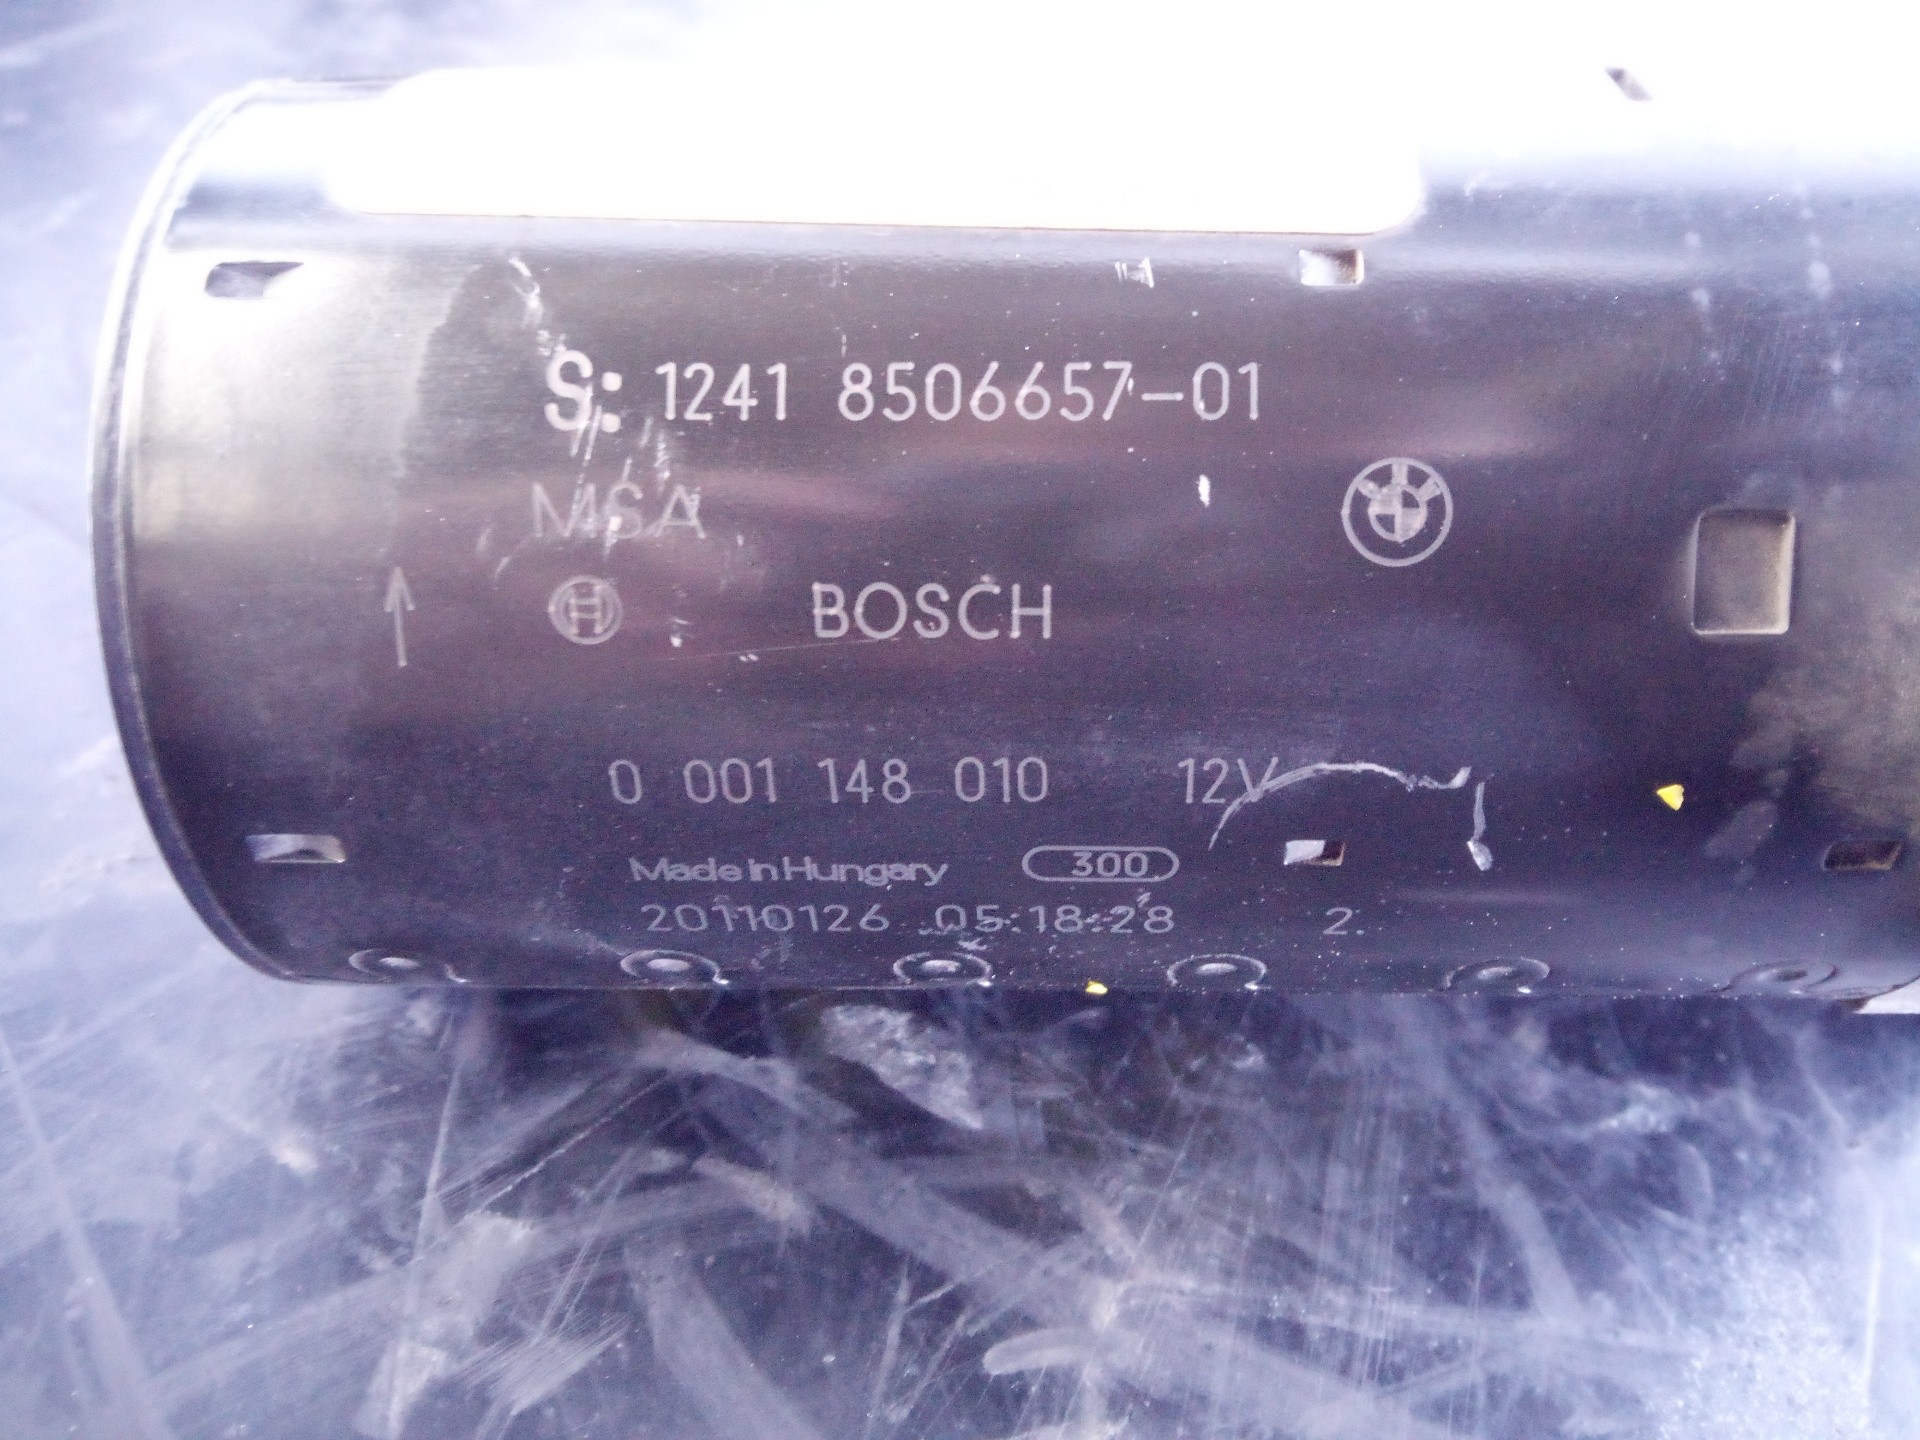 S: 1241 8506657-01
MSA
BOSCH
0 001 148 010 12V
Made in Hungary 300
20110126 05:18:28 2.